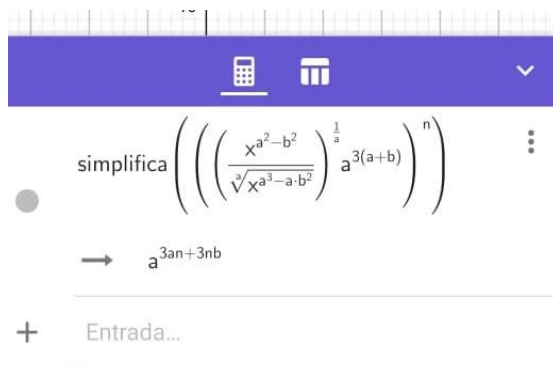 simplifica((((x^(a²−b²))/(ᵃ√(x^(a³−a·b²))))^(1/a) a^(3(a+b)))^n)
→ a^(3an+3nb)
+ Entrada...